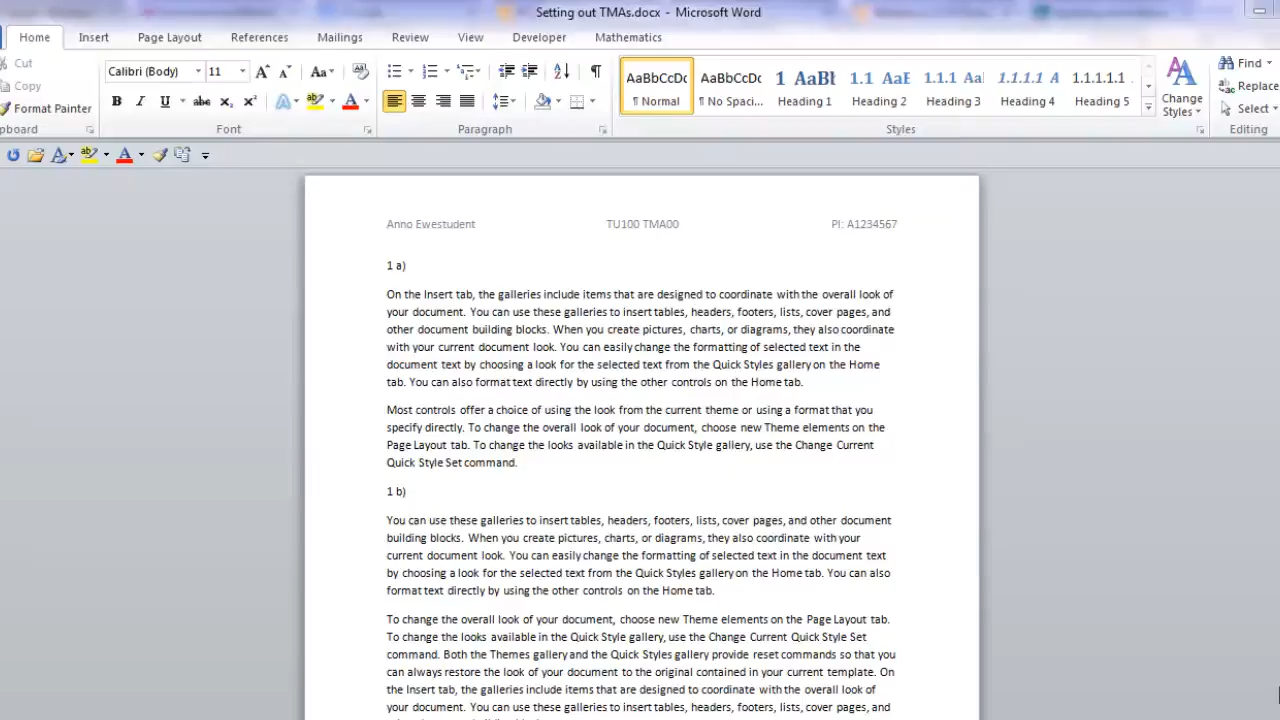 Setting out TMAs.docx - Microsoft Word
Home Insert Page Layout References Mailings Review View Developer Mathematics
Cut
Copy
Format Painter
pboard
Calibri (Body) 11
Font
Paragraph
AaBbCcDc AaBbCcDc 1 AaBl 1.1 AaE 1.1.1 Aa 1.1.1.1 A 1.1.1.1.1
¶ Normal ¶ No Spaci... Heading 1 Heading 2 Heading 3 Heading 4 Heading 5
Change
Styles
Styles
Find
Replace
Select
Editing
Anno Ewestudent TU100 TMA00 PI: A1234567
1 a)
On the Insert tab, the galleries include items that are designed to coordinate with the overall look of
your document. You can use these galleries to insert tables, headers, footers, lists, cover pages, and
other document building blocks. When you create pictures, charts, or diagrams, they also coordinate
with your current document look. You can easily change the formatting of selected text in the
document text by choosing a look for the selected text from the Quick Styles gallery on the Home
tab. You can also format text directly by using the other controls on the Home tab.
Most controls offer a choice of using the look from the current theme or using a format that you
specify directly. To change the overall look of your document, choose new Theme elements on the
Page Layout tab. To change the looks available in the Quick Style gallery, use the Change Current
Quick Style Set command.
1 b)
You can use these galleries to insert tables, headers, footers, lists, cover pages, and other document
building blocks. When you create pictures, charts, or diagrams, they also coordinate with your
current document look. You can easily change the formatting of selected text in the document text
by choosing a look for the selected text from the Quick Styles gallery on the Home tab. You can also
format text directly by using the other controls on the Home tab.
To change the overall look of your document, choose new Theme elements on the Page Layout tab.
To change the looks available in the Quick Style gallery, use the Change Current Quick Style Set
command. Both the Themes gallery and the Quick Styles gallery provide reset commands so that you
can always restore the look of your document to the original contained in your current template. On
the Insert tab, the galleries include items that are designed to coordinate with the overall look of
your document. You can use these galleries to insert tables, headers, footers, lists, cover pages, and